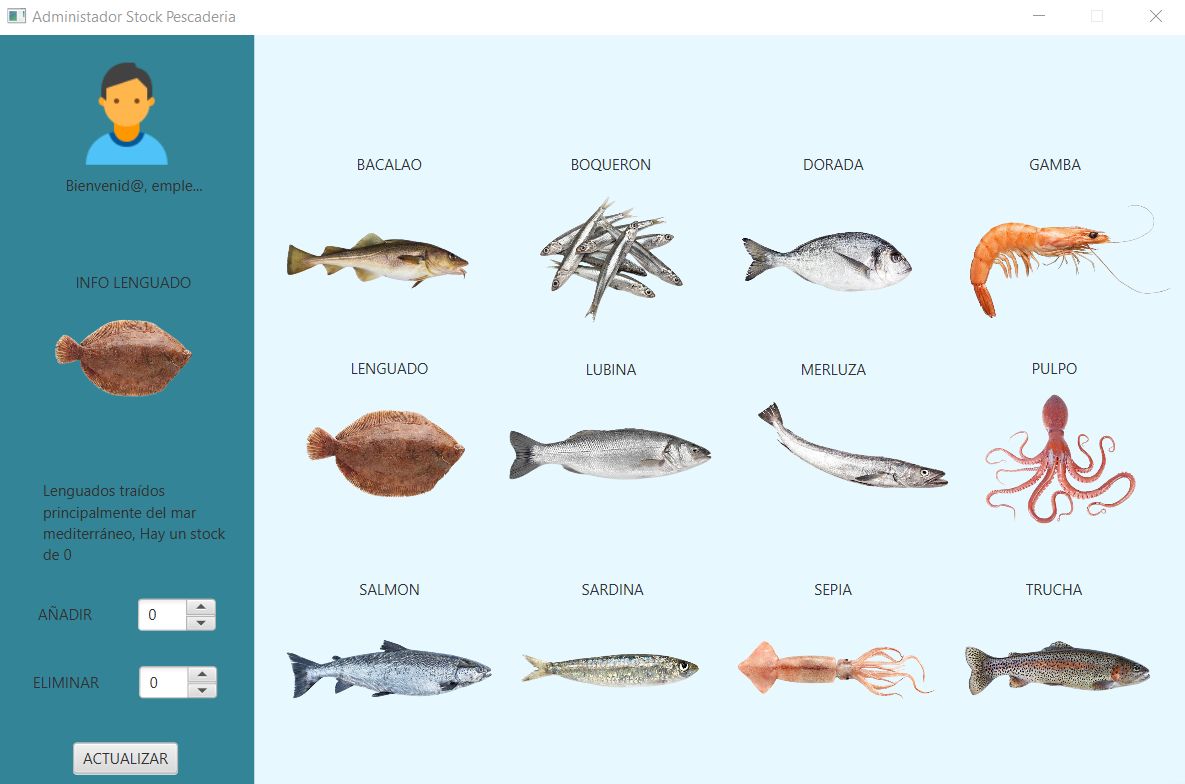 Administador Stock Pescaderia
Bienvenid@, emple...
INFO LENGUADO
Lenguados traídos
principalmente del mar
mediterráneo, Hay un stock
de 0
AÑADIR 0
ELIMINAR 0
ACTUALIZAR
BACALAO BOQUERON DORADA GAMBA
LENGUADO LUBINA MERLUZA PULPO
SALMON SARDINA SEPIA TRUCHA